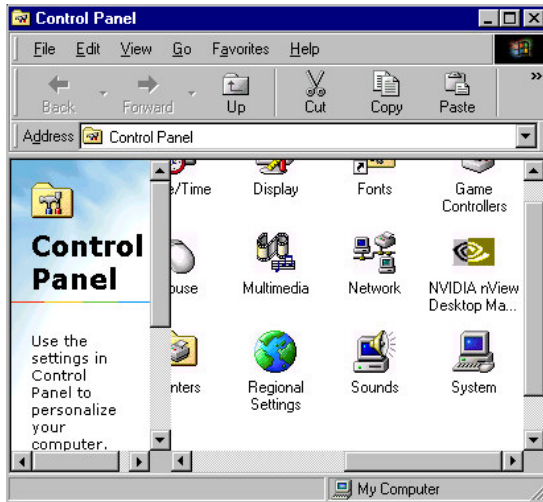 Control Panel
File Edit View Go Favorites Help
Back Forward Up Cut Copy Paste »
Address Control Panel
e/Time Display Fonts Game Controllers
Control Panel
ouse Multimedia Network NVIDIA nView Desktop Ma...
Use the
settings in
Control
Panel to
personalize
your
computer.
nters Regional Settings Sounds System
My Computer